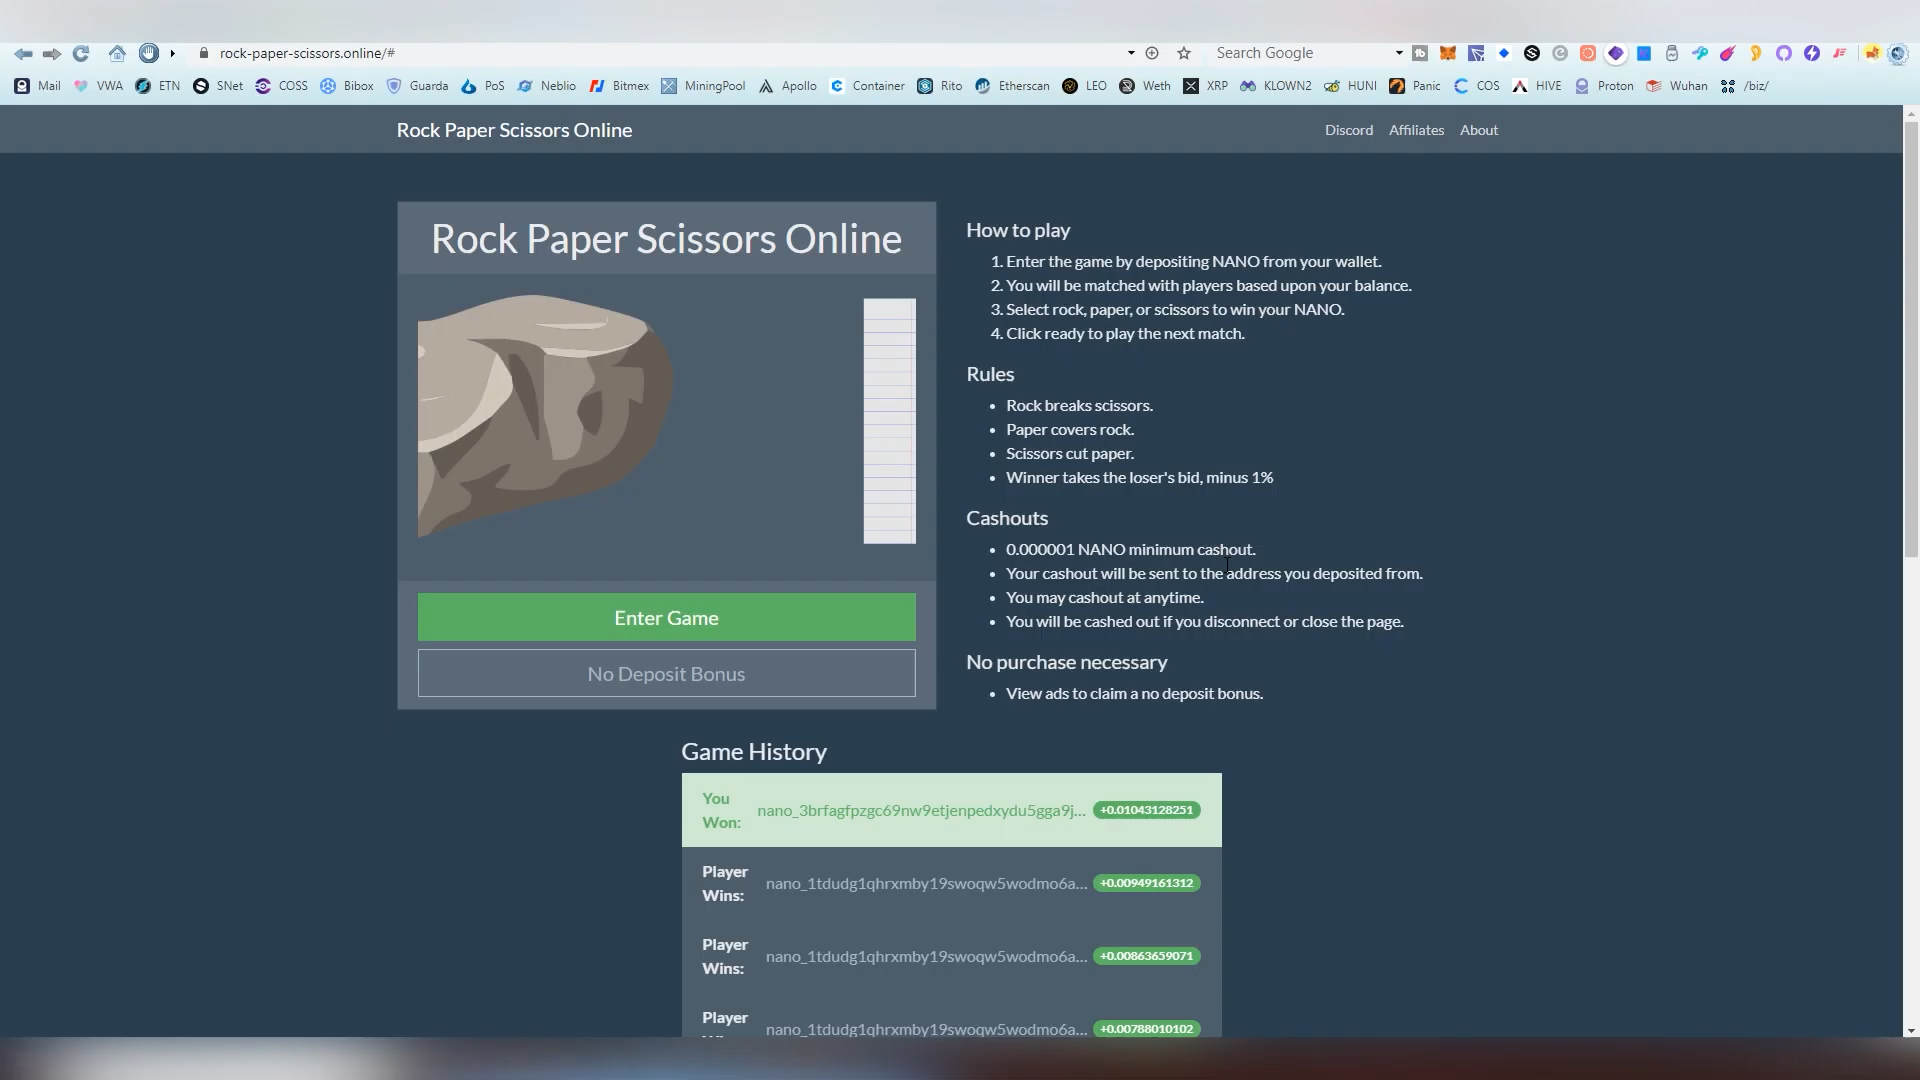 rock-paper-scissors.online/#
Search Google
Mail VWA ETN SNet COSS Bibox Guarda PoS Neblio Bitmex MiningPool Apollo Container Rito Etherscan LEO Weth XRP KLOWN2 HUNI Panic COS HIVE Proton Wuhan /biz/
Rock Paper Scissors Online
Discord Affiliates About
Rock Paper Scissors Online
Enter Game
No Deposit Bonus
How to play
1. Enter the game by depositing NANO from your wallet.
2. You will be matched with players based upon your balance.
3. Select rock, paper, or scissors to win your NANO.
4. Click ready to play the next match.
Rules
• Rock breaks scissors.
• Paper covers rock.
• Scissors cut paper.
• Winner takes the loser's bid, minus 1%
Cashouts
• 0.000001 NANO minimum cashout.
• Your cashout will be sent to the address you deposited from.
• You may cashout at anytime.
• You will be cashed out if you disconnect or close the page.
No purchase necessary
• View ads to claim a no deposit bonus.
Game History
You
Won:
nano_3brfagfpzgc69nw9etjenpedxydu5gga9j... +0.01043128251
Player
Wins:
nano_1tdudg1qhrxmby19swoqw5wodmo6a... +0.00949161312
Player
Wins:
nano_1tdudg1qhrxmby19swoqw5wodmo6a... +0.00863659071
Player
nano_1tdudg1qhrxmby19swoqw5wodmo6a... +0.00788010102